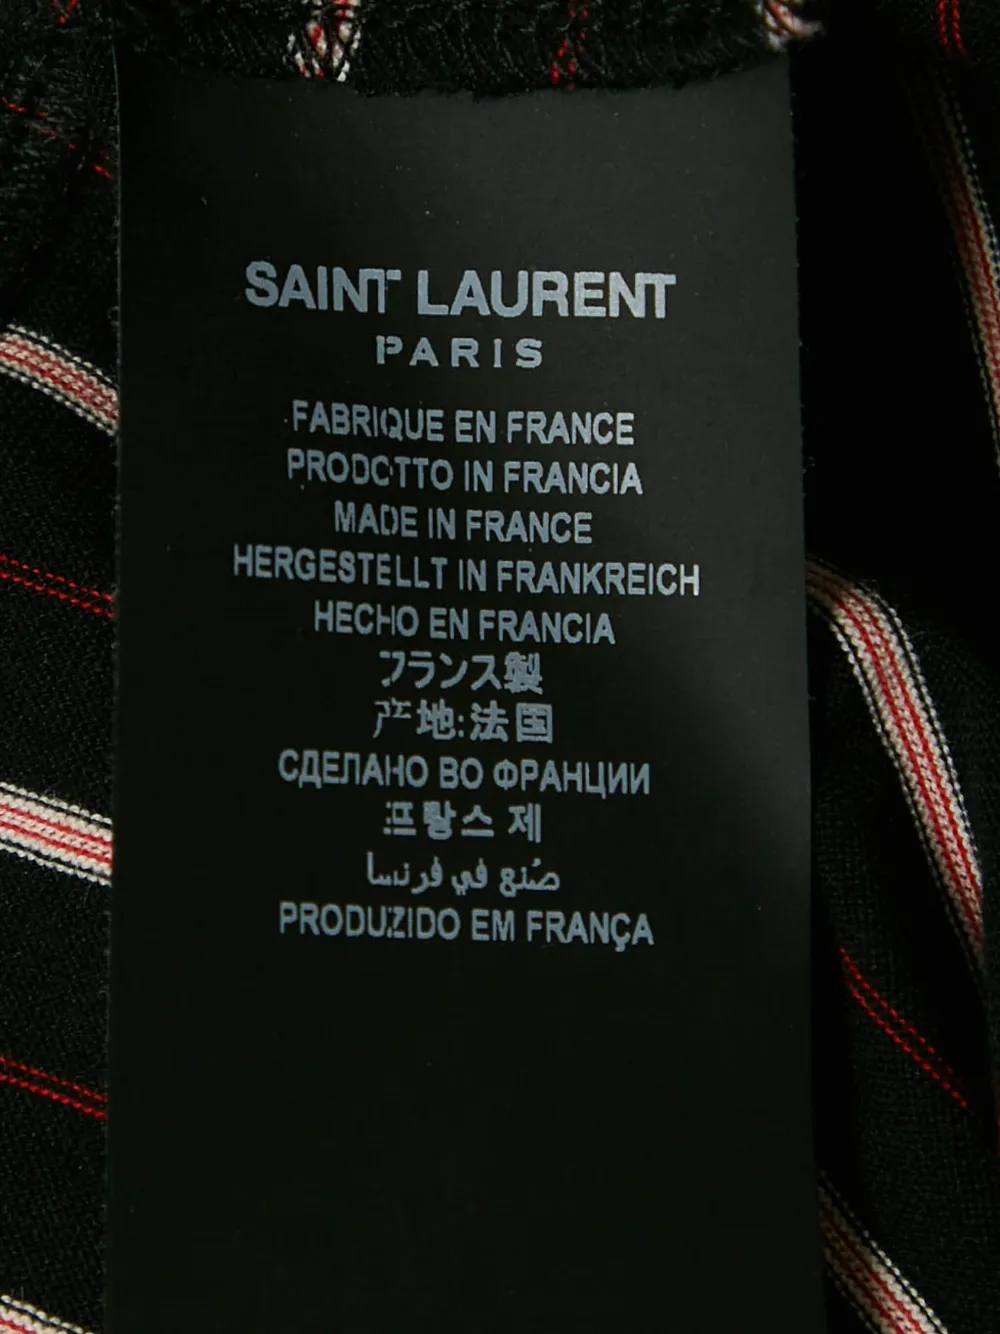 SAINT LAURENT
PARIS
FABRIQUE EN FRANCE
PRODOTTO IN FRANCIA
MADE IN FRANCE
HERGESTELLT IN FRANKREICH
HECHO EN FRANCIA
フランス製
产地:法国
СДЕЛАНО ВО ФРАНЦИИ
프랑스 제
صُنع في فرنسا
PRODUZIDO EM FRANÇA